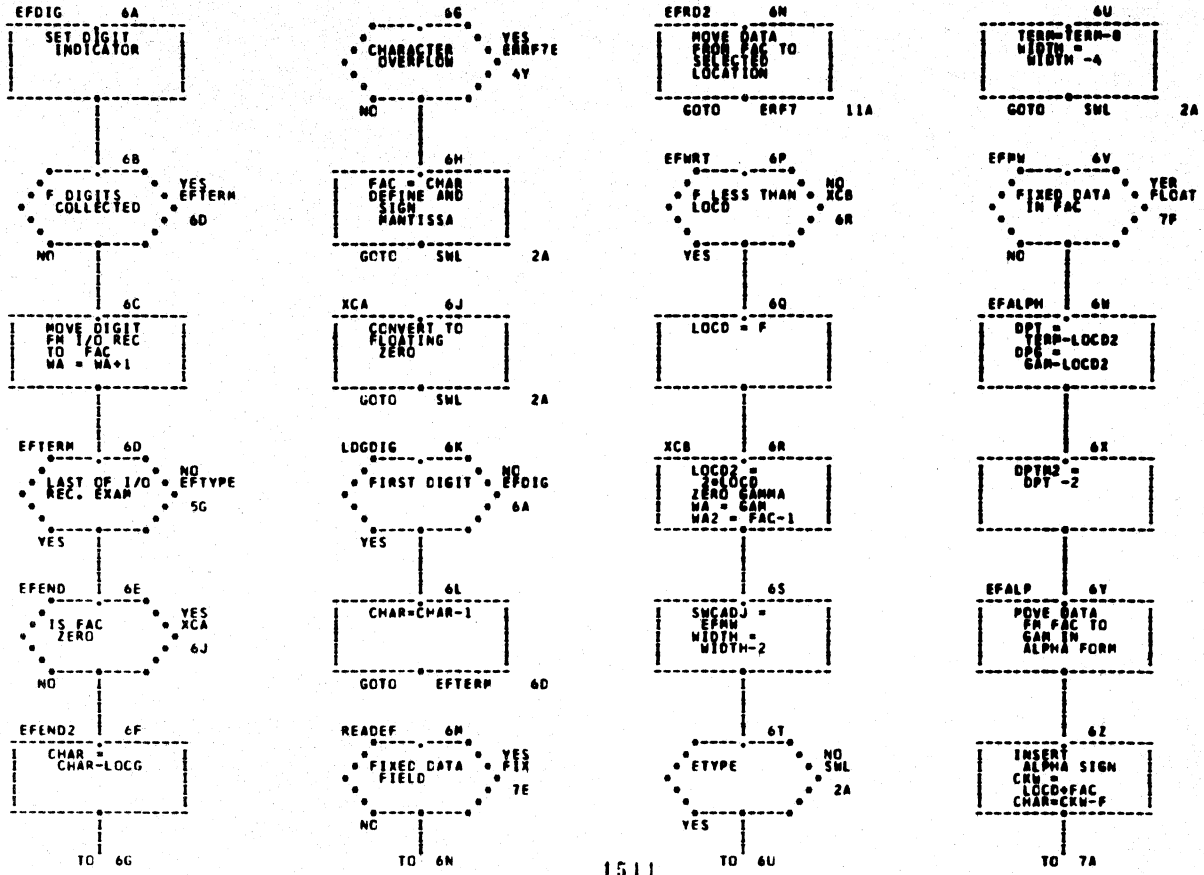 EFDIG 6A
SET DIGIT
INDICATOR
6B
F DIGITS
COLLECTED
YES
EFTERM
6D
NO
6C
MOVE DIGIT
FM I/O REC
TO FAC
WA = WA+1
EFTERM 6D
LAST OF I/O
REC. EXAM
NO
EFTYPE
5G
YES
EFEND 6E
IS FAC
ZERO
YES
XCA
6J
NO
EFEND2 6F
CHAR =
CHAR-LOCG
TO 6G
6G
CHARACTER
OVERFLOW
YES
ERRF7E
4Y
NO
6H
FAC = CHAR
DEFINE AND
SIGN
MANTISSA
GOTO SWL 2A
XCA 6J
CONVERT TO
FLOATING
ZERO
GOTO SWL 2A
LDGDIG 6K
FIRST DIGIT
NO
EFDIG
6A
YES
6L
CHAR=CHAR-1
GOTO EFTERM 6D
READEF 6M
FIXED DATA
FIELD
YES
FIX
7E
NO
TO 6N
EFRD2 6N
MOVE DATA
FROM FAC TO
SELECTED
LOCATION
GOTO ERF7 11A
EFWRT 6P
F LESS THAN
LOCD
NO
XCB
6R
YES
6Q
LOCD = F
XCB 6R
LOCD2 =
2*LOCD
ZERO GAMMA
WA = GAM
WA2 = FAC-1
6S
SWCADJ =
EFMW
WIDTH =
WIDTH-2
6T
ETYPE
NO
SWL
2A
YES
TO 6U
6U
TERM=TERM-8
WIDTH =
WIDTH -4
GOTO SWL 2A
EFMW 6V
FIXED DATA
IN FAC
YER
FLOAT
7F
NO
EFALPH 6W
DPT =
TERM-LOCD2
DPG =
GAM-LOCD2
6X
DPTM2 =
DPT -2
EFALP 6Y
MOVE DATA
FM FAC TO
GAM IN
ALPHA FORM
6Z
INSERT
ALPHA SIGN
CKW =
LOCD+FAC
CHAR=CKW-F
TO 7A
1511